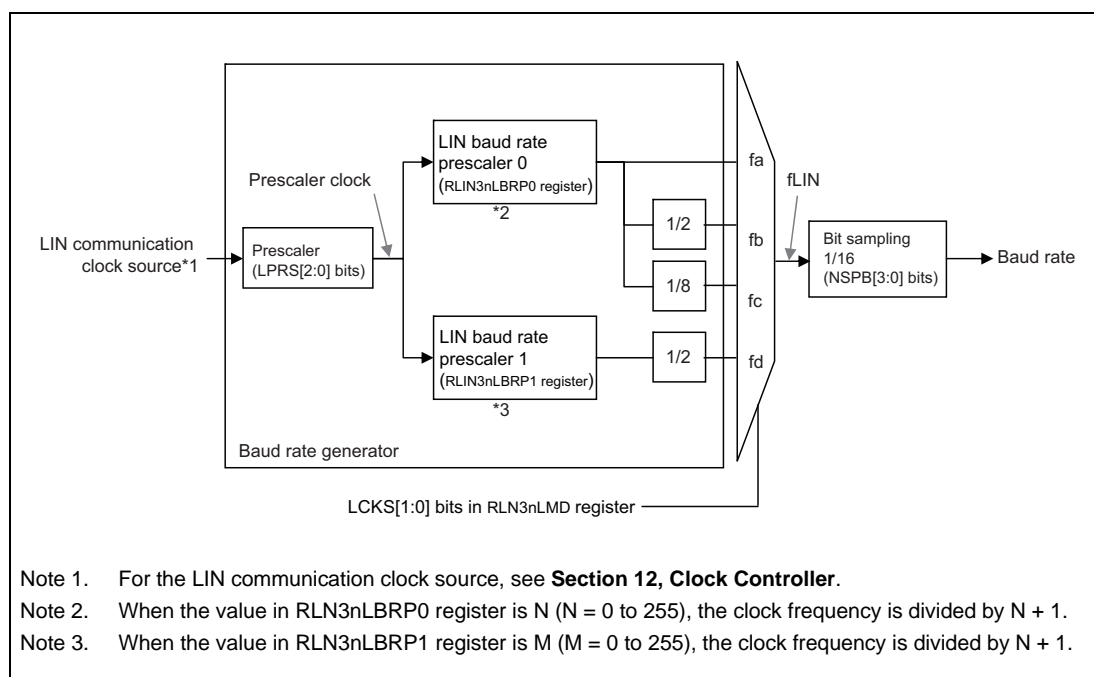 LIN baud rate
prescaler 0
(RLIN3nLBRP0 register)
*2
Prescaler clock
fa
fLIN
LIN communication
clock source*1
Prescaler
(LPRS[2:0] bits)
1/2
fb
Bit sampling
1/16
(NSPB[3:0] bits)
Baud rate
1/8
fc
LIN baud rate
prescaler 1
(RLIN3nLBRP1 register)
*3
1/2
fd
Baud rate generator
LCKS[1:0] bits in RLN3nLMD register
Note 1. For the LIN communication clock source, see Section 12, Clock Controller.
Note 2. When the value in RLN3nLBRP0 register is N (N = 0 to 255), the clock frequency is divided by N + 1.
Note 3. When the value in RLN3nLBRP1 register is M (M = 0 to 255), the clock frequency is divided by N + 1.